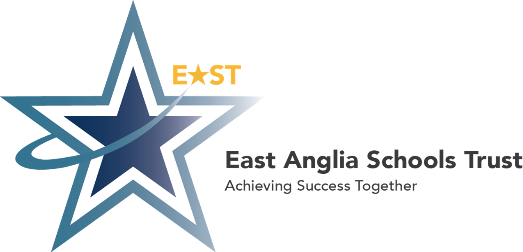 E★ST
East Anglia Schools Trust
Achieving Success Together